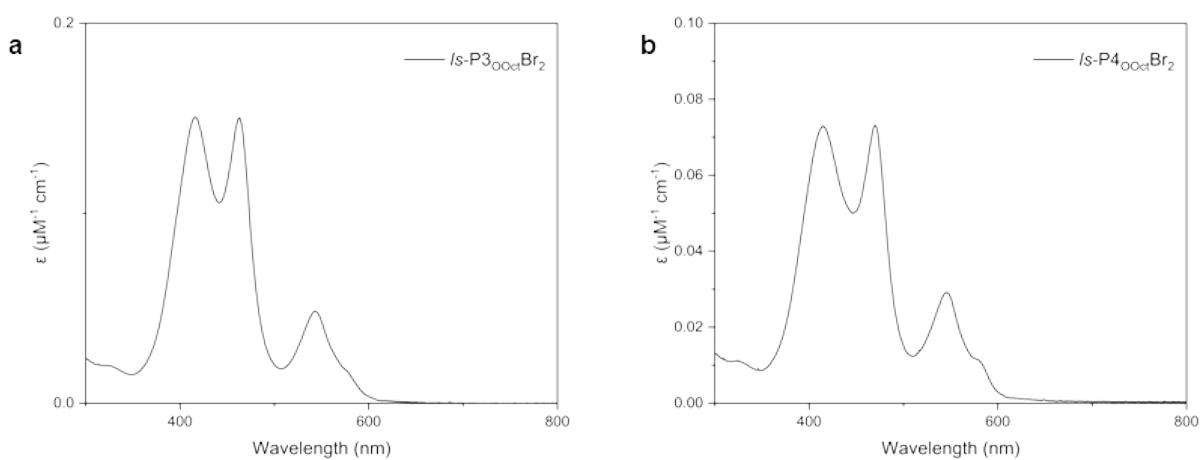 a
0.2
0.0
ε (µM⁻¹ cm⁻¹)
ls-P3OOctBr2
400
600
800
Wavelength (nm)
b
0.10
0.08
0.06
0.04
0.02
0.00
ε (µM⁻¹ cm⁻¹)
ls-P4OOctBr2
400
600
800
Wavelength (nm)